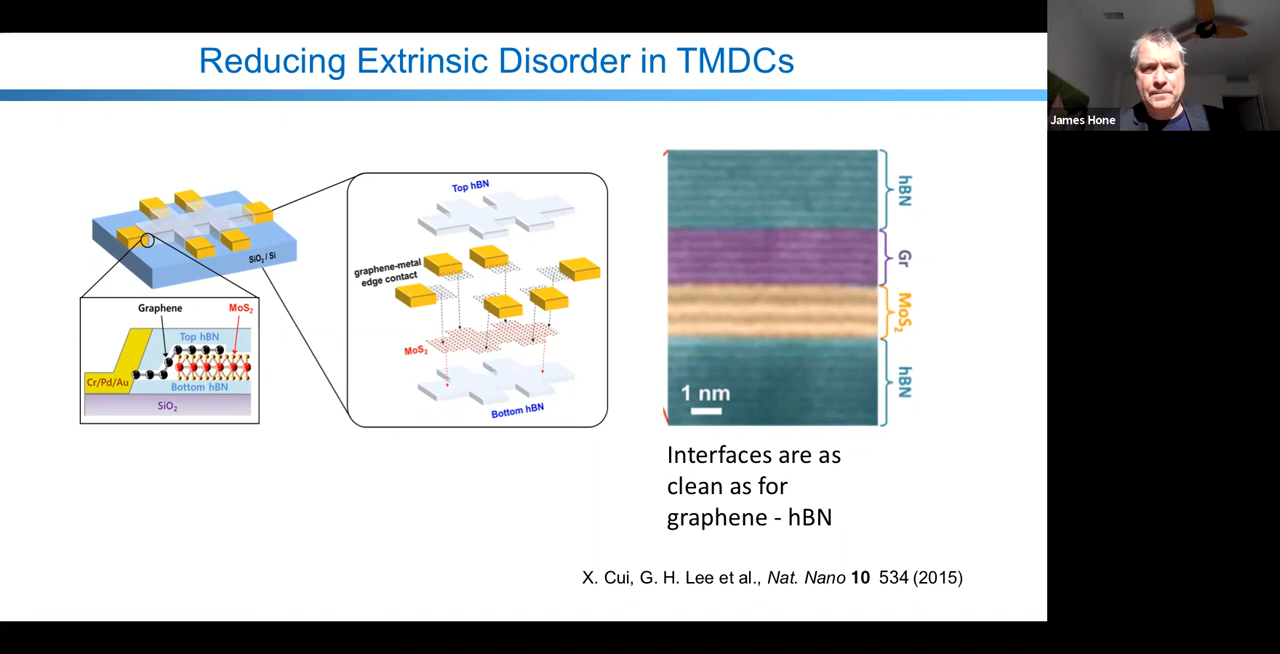 Reducing Extrinsic Disorder in TMDCs
James Hone
SiO2 / Si
Graphene
MoS2
Top hBN
Cr/Pd/Au
Bottom hBN
SiO2
Top hBN
graphene-metal
edge contact
MoS2
Bottom hBN
hBN
Gr
MoS2
hBN
1 nm
Interfaces are as
clean as for
graphene - hBN
X. Cui, G. H. Lee et al., Nat. Nano 10 534 (2015)